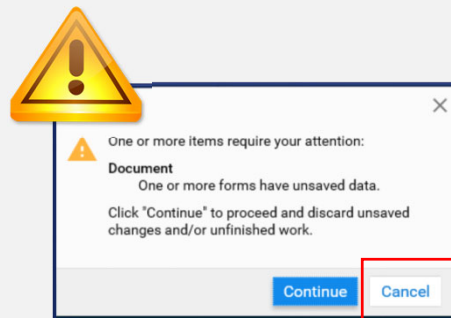 One or more items require your attention:
Document
One or more forms have unsaved data.
Click "Continue" to proceed and discard unsaved
changes and/or unfinished work.
Continue
Cancel